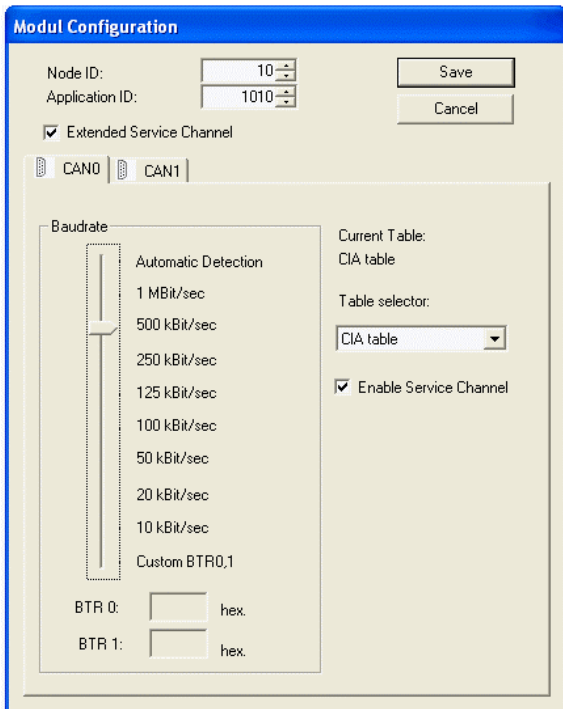 Modul Configuration
Node ID: 10
Save
Application ID: 1010
Cancel
Extended Service Channel
CAN0 CAN1
Baudrate
Automatic Detection
1 MBit/sec
500 kBit/sec
250 kBit/sec
125 kBit/sec
100 kBit/sec
50 kBit/sec
20 kBit/sec
10 kBit/sec
Custom BTR0,1
BTR 0: hex.
BTR 1: hex.
Current Table:
CIA table
Table selector:
CIA table
Enable Service Channel